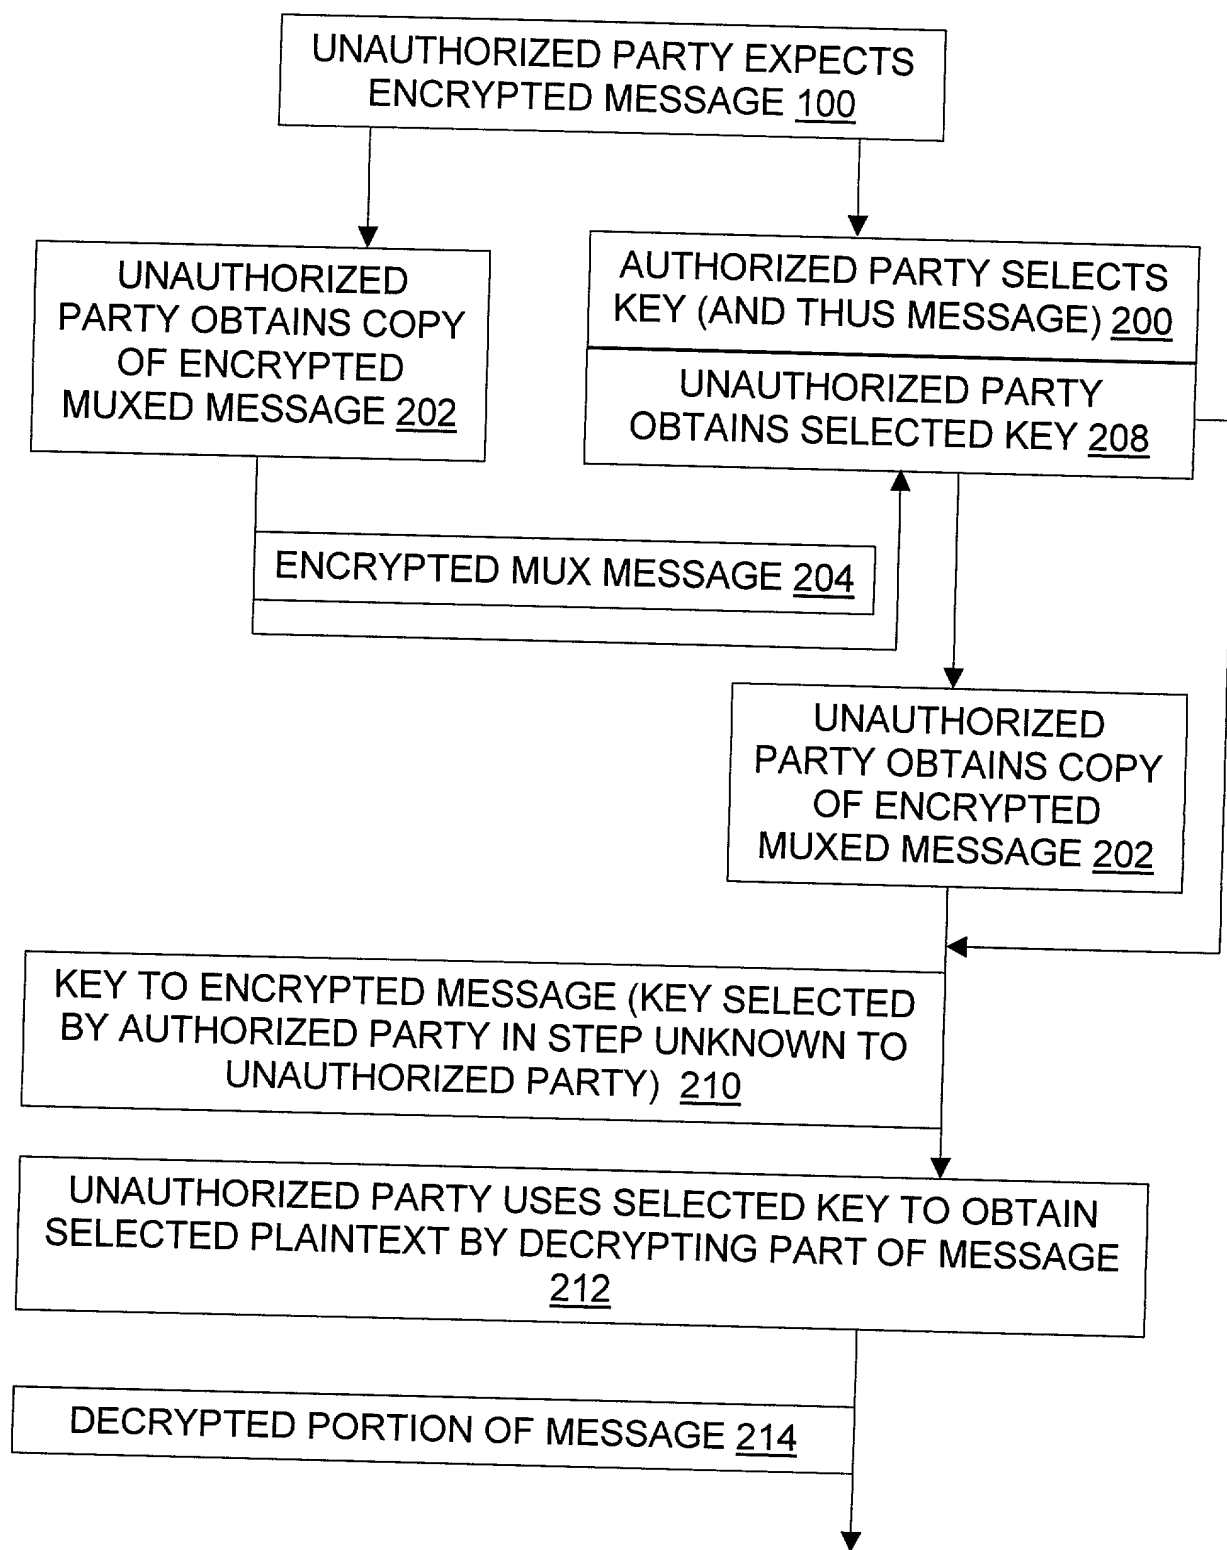 UNAUTHORIZED PARTY EXPECTS
ENCRYPTED MESSAGE 100
UNAUTHORIZED
PARTY OBTAINS COPY
OF ENCRYPTED
MUXED MESSAGE 202
AUTHORIZED PARTY SELECTS
KEY (AND THUS MESSAGE) 200
UNAUTHORIZED PARTY
OBTAINS SELECTED KEY 208
ENCRYPTED MUX MESSAGE 204
UNAUTHORIZED
PARTY OBTAINS COPY
OF ENCRYPTED
MUXED MESSAGE 202
KEY TO ENCRYPTED MESSAGE (KEY SELECTED
BY AUTHORIZED PARTY IN STEP UNKNOWN TO
UNAUTHORIZED PARTY) 210
UNAUTHORIZED PARTY USES SELECTED KEY TO OBTAIN
SELECTED PLAINTEXT BY DECRYPTING PART OF MESSAGE
212
DECRYPTED PORTION OF MESSAGE 214